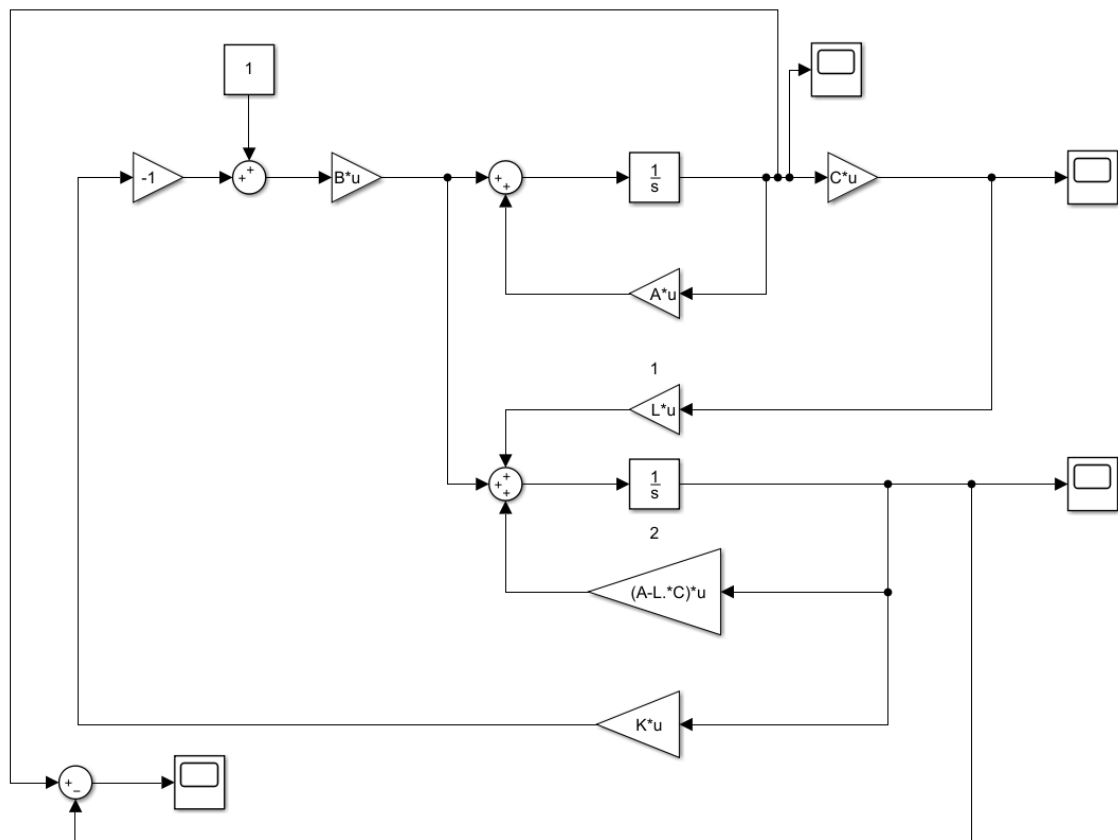 1
-1
+
+
B*u
+
+
1
s
C*u
A*u
1
L*u
+
+
+
1
s
2
(A-L.*C)*u
K*u
+
−